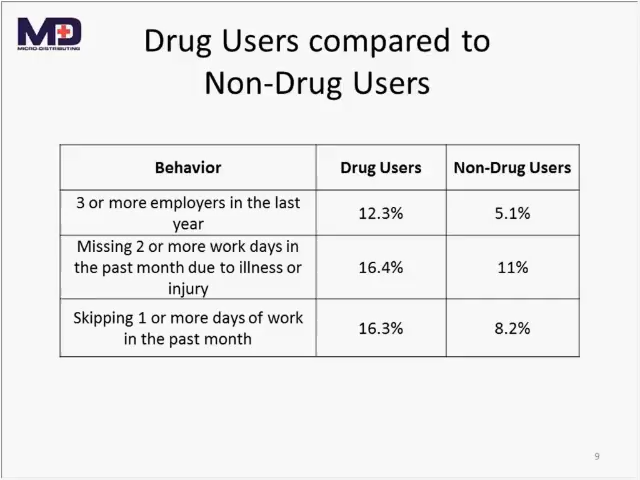 MD
MICRO-DISTRIBUTING
Drug Users compared to
Non-Drug Users
Behavior Drug Users Non-Drug Users
3 or more employers in the last
year
12.3% 5.1%
Missing 2 or more work days in
the past month due to illness or
injury
16.4% 11%
Skipping 1 or more days of work
in the past month
16.3% 8.2%
9